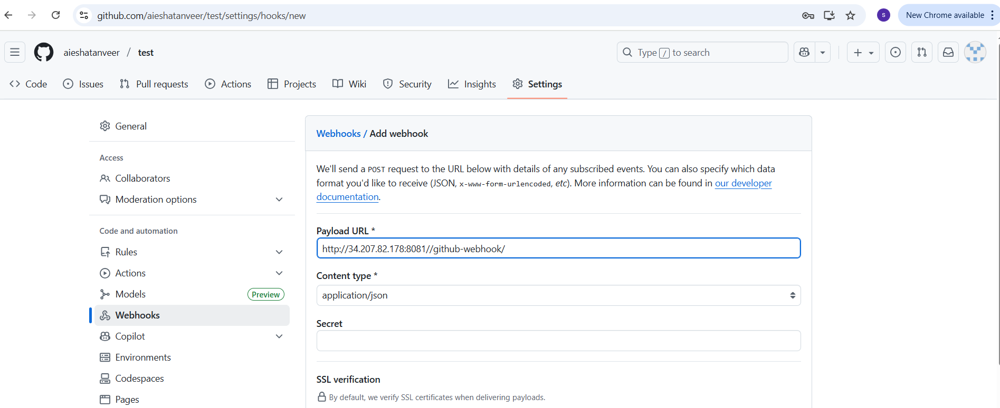 github.com/aieshatanveer/test/settings/hooks/new
S
New Chrome available
aieshatanveer / test
Type / to search
Code
Issues
Pull requests
Actions
Projects
Wiki
Security
Insights
Settings
General
Access
Collaborators
Moderation options
Code and automation
Rules
Actions
Models
Preview
Webhooks
Copilot
Environments
Codespaces
Pages
Webhooks / Add webhook
We'll send a POST request to the URL below with details of any subscribed events. You can also specify which data
format you'd like to receive (JSON, x-www-form-urlencoded, etc). More information can be found in our developer
documentation.
Payload URL *
http://34.207.82.178:8081//github-webhook/
Content type *
application/json
Secret
SSL verification
By default, we verify SSL certificates when delivering payloads.